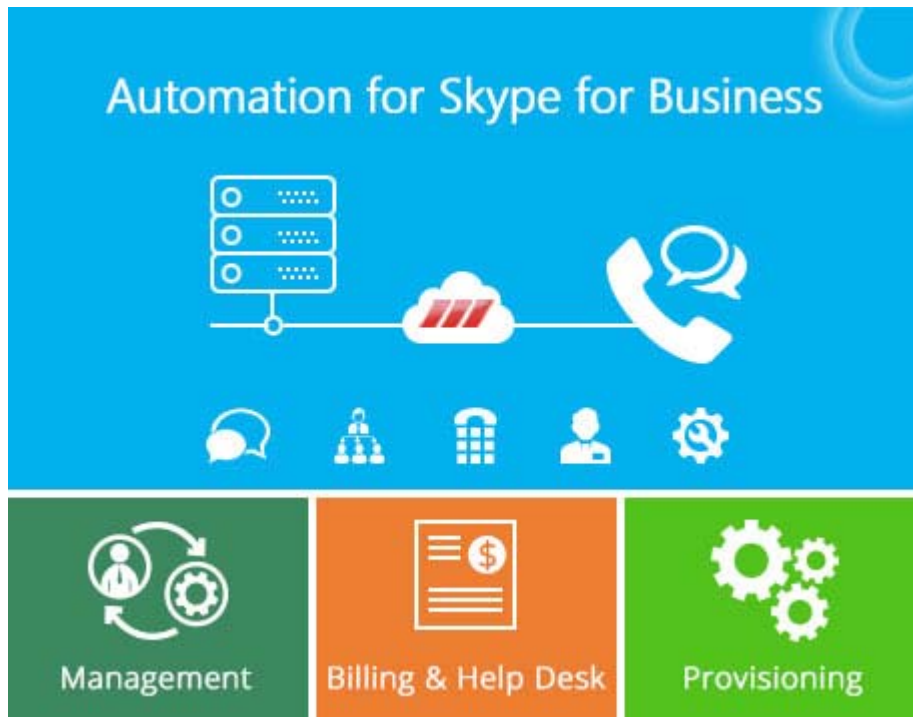 Automation for Skype for Business
Management
Billing & Help Desk
Provisioning